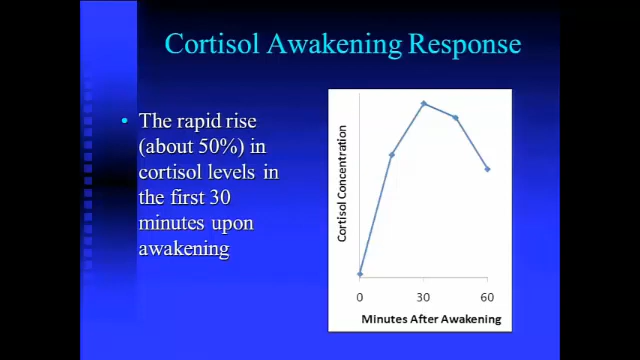 Cortisol Awakening Response
• The rapid rise
(about 50%) in
cortisol levels in
the first 30
minutes upon
awakening
Cortisol Concentration
0 30 60
Minutes After Awakening